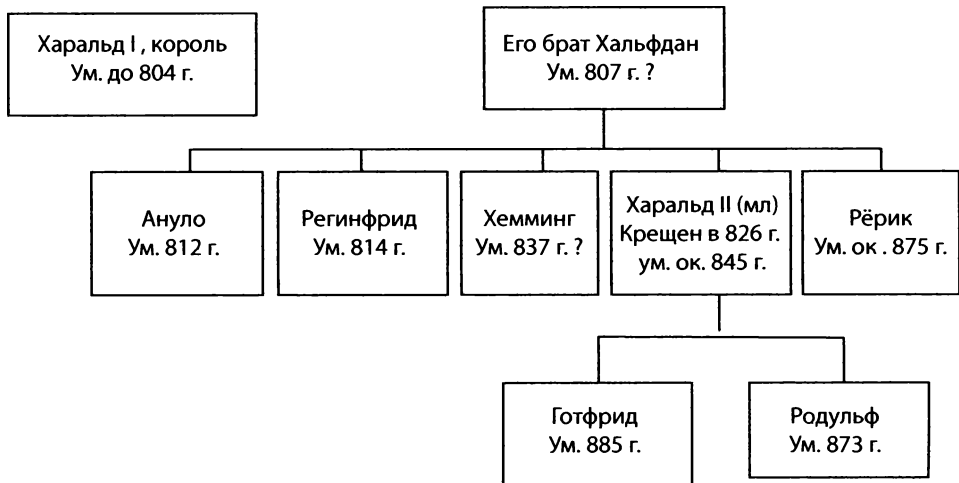 Харальд I , король
Ум. до 804 г.
Его брат Хальфдан
Ум. 807 г. ?
Ануло
Ум. 812 г.
Регинфрид
Ум. 814 г.
Хемминг
Ум. 837 г. ?
Харальд II (мл)
Крещен в 826 г.
ум. ок. 845 г.
Рёрик
Ум. ок . 875 г.
Готфрид
Ум. 885 г.
Родульф
Ум. 873 г.